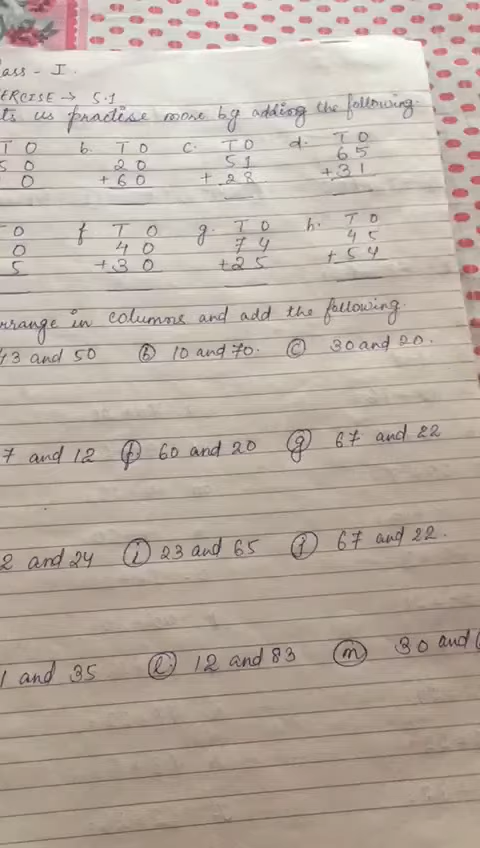 ass - I
ERCISE → 5.1
ts us practise more by adding the following.
T O b. T O c. T O d. T O
5 0 2 0 5 1 6 5
0 + 6 0 + 2 8 + 3 1
O f T O g. T O h. T O
0 4 0 7 4 4 5
5 + 3 0 + 2 5 + 5 4
rrange in columns and add the following.
43 and 50 (b) 10 and 70. (c) 30 and 20.
7 and 12 (f) 60 and 20 (g) 67 and 22
2 and 24 (i) 23 and 65 (j) 67 and 22.
1 and 35 (l) 12 and 83 (m) 30 and